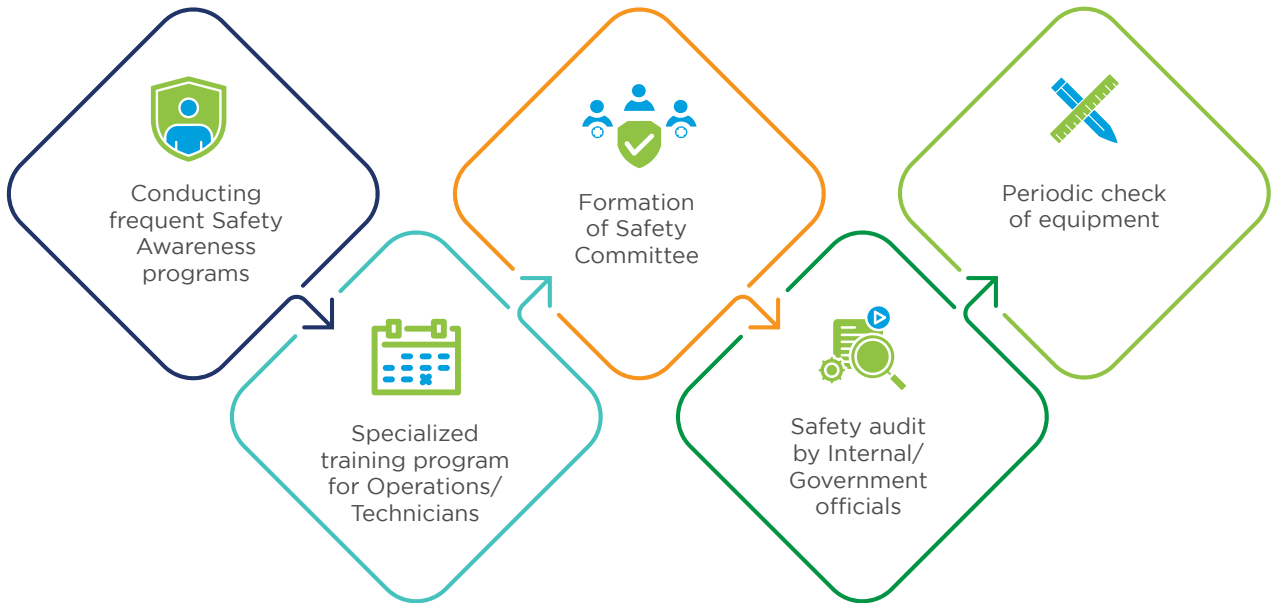 Conducting
frequent Safety
Awareness
programs
Specialized
training program
for Operations/
Technicians
Formation
of Safety
Committee
Safety audit
by Internal/
Government
officials
Periodic check
of equipment